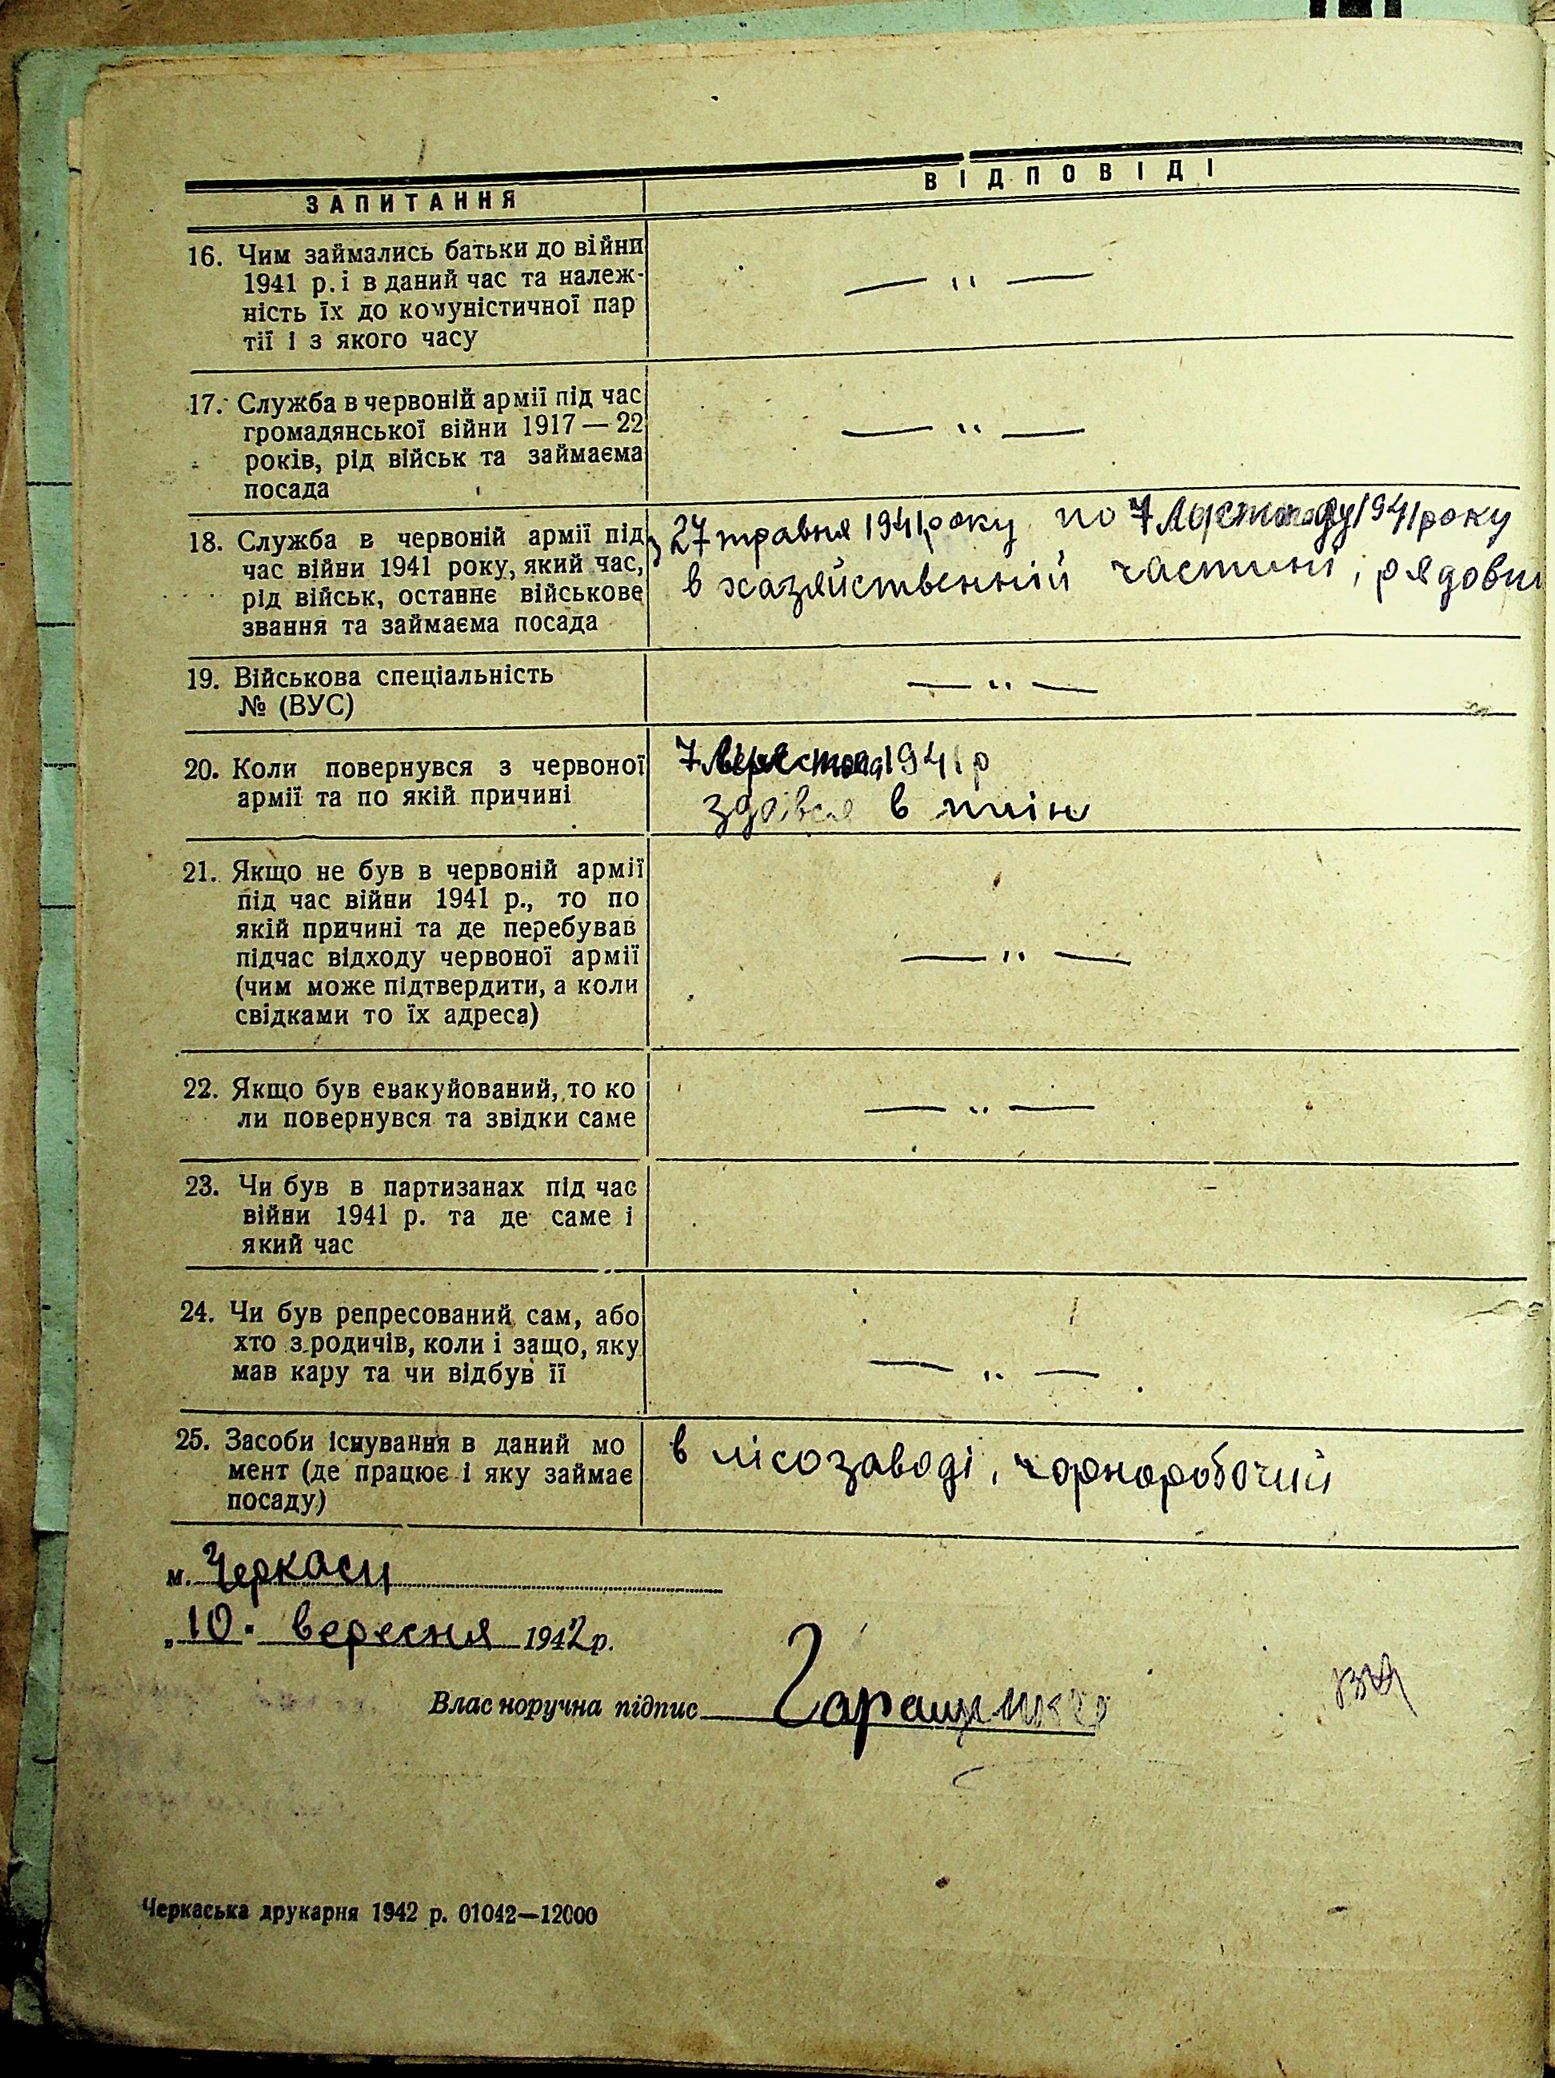 ЗАПИТАННЯ
ВІДПОВІДІ
16. Чим займались батьки до війни
1941 р. і в даний час та належ-
ність їх до комуністичної пар
тії і з якого часу
— " —
17. Служба в червоній армії під час
громадянської війни 1917 — 22
років, рід військ та займаєма
посада
— " —
18. Служба в червоній армії під
час війни 1941 року, який час,
рід військ, останнє військове
звання та займаєма посада
з 27 травня 1941 року по 7 Листопаду 1941 року
в хазяйственній частині, рядовий
19. Військова спеціальність
№ (ВУС)
— " —
20. Коли повернувся з червоної
армії та по якій причині
7 1941 р
здався в плін
21. Якщо не був в червоній армії
під час війни 1941 р., то по
якій причині та де перебував
підчас відходу червоної армії
(чим може підтвердити, а коли
свідками то їх адреса)
— " —
22. Якщо був евакуйований, то ко
ли повернувся та звідки саме
— " —
23. Чи був в партизанах під час
війни 1941 р. та де саме і
який час
24. Чи був репресований сам, або
хто з родичів, коли і защо, яку
мав кару та чи відбув її
— " —
25. Засоби існування в даний мо
мент (де працює і яку займає
посаду)
в лісозаводі, чорноробочий
м. Черкаси
„10. вересня 1942 р.
Власноручна підпис Гаращенко
Черкаська друкарня 1942 р. 01042—12000